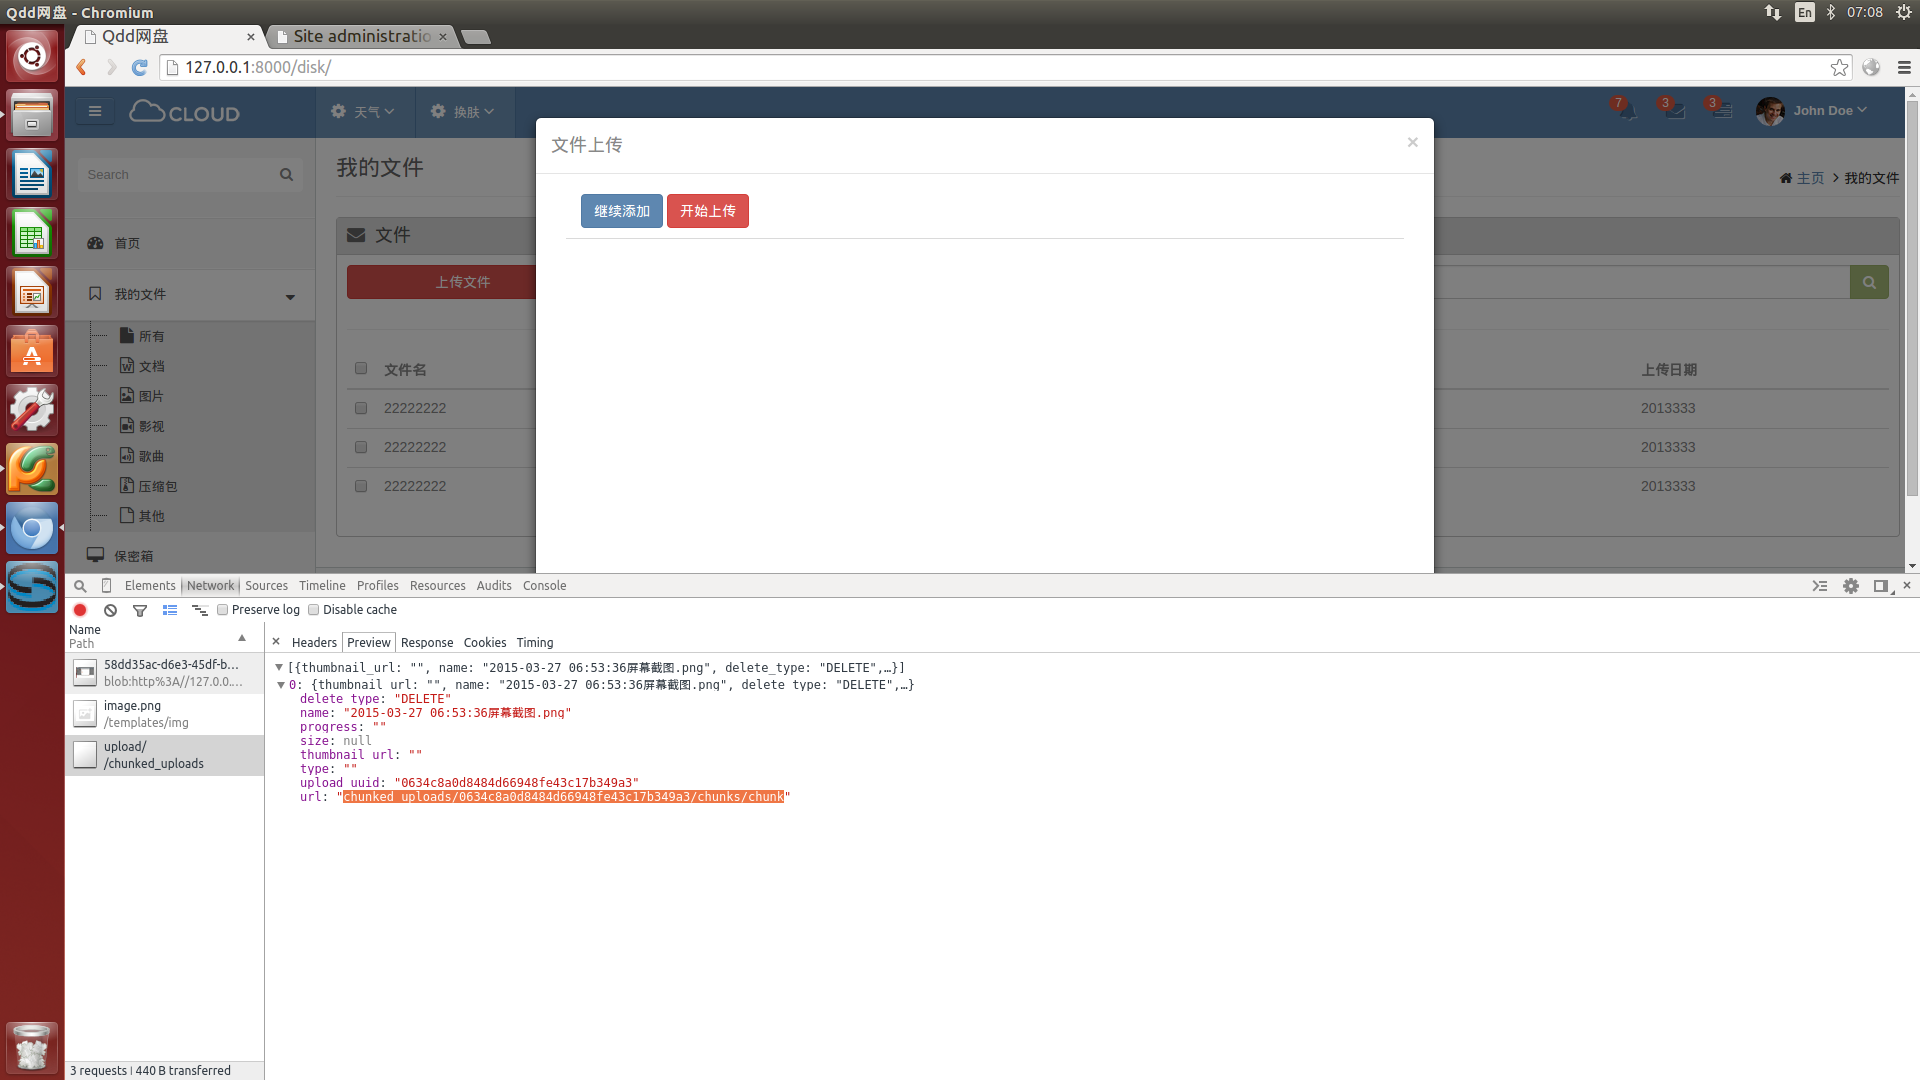 Qdd网盘 - Chromium
En
07:08
Qdd网盘 ×
Site administratio ×
127.0.0.1:8000/disk/
CLOUD
天气
换肤
7
3
3
John Doe
Search
首页
我的文件
所有
文档
图片
影视
歌曲
压缩包
其他
保密箱
我的文件
主页 > 我的文件
文件
上传文件
文件名
上传日期
22222222
2013333
22222222
2013333
22222222
2013333
文件上传 ×
继续添加 开始上传
Elements Network Sources Timeline Profiles Resources Audits Console
Preserve log Disable cache
Name
Path
58dd35ac-d6e3-45df-b...
blob:http%3A//127.0.0....
image.png
/templates/img
upload/
/chunked_uploads
3 requests | 440 B transferred
× Headers Preview Response Cookies Timing
[{thumbnail_url: "", name: "2015-03-27 06:53:36屏幕截图.png", delete_type: "DELETE",…}]
0: {thumbnail_url: "", name: "2015-03-27 06:53:36屏幕截图.png", delete_type: "DELETE",…}
delete_type: "DELETE"
name: "2015-03-27 06:53:36屏幕截图.png"
progress: ""
size: null
thumbnail_url: ""
type: ""
upload_uuid: "0634c8a0d8484d66948fe43c17b349a3"
url: "chunked_uploads/0634c8a0d8484d66948fe43c17b349a3/chunks/chunk"